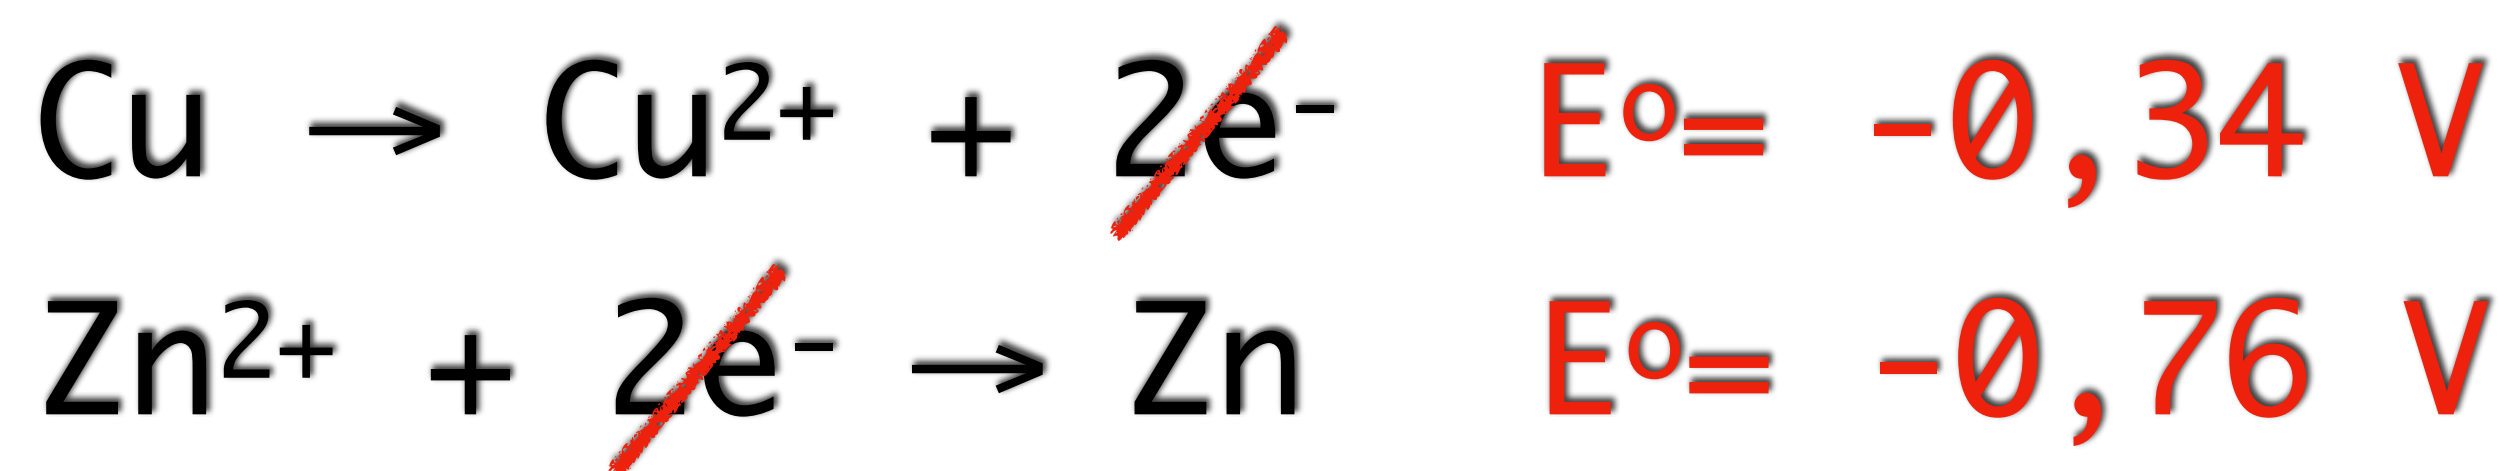 Cu → Cu²⁺ + 2e⁻ Eº= -0,34 V
Zn²⁺ + 2e⁻ → Zn Eº= -0,76 V